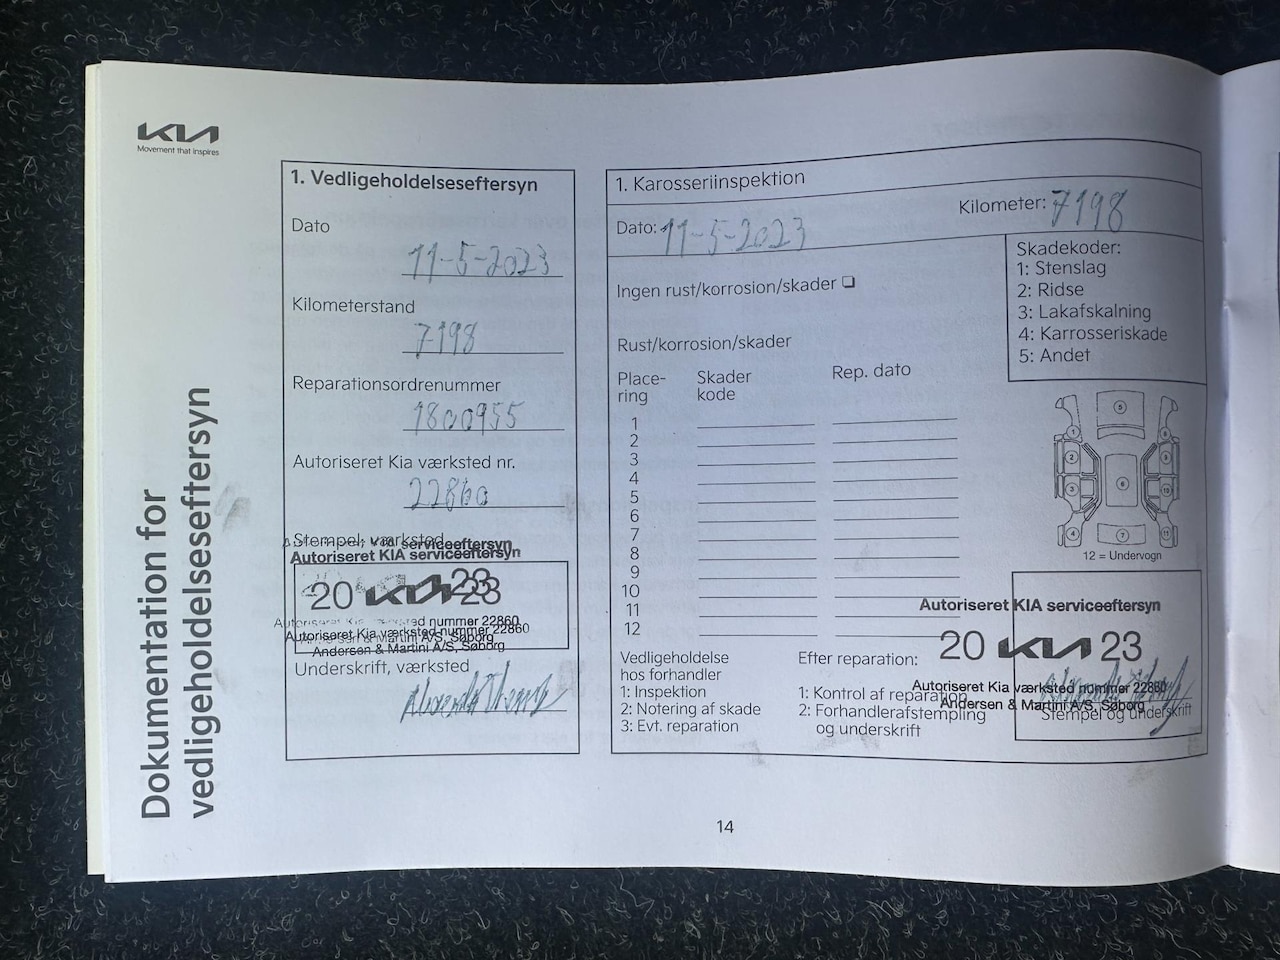 KIA
Movement that inspires
Dokumentation for
vedligeholdelseseftersyn
1. Vedligeholdelseseftersyn
Dato
11-5-2023
Kilometerstand
7198
Reparationsordrenummer
1800955
Autoriseret Kia værksted nr.
22860
Stempel, værksted
Autoriseret KIA serviceeftersyn
20 KIA 23
Autoriseret Kia værksted nummer 22860
Andersen & Martini A/S, Søborg
Underskrift, værksted
1. Karosseriinspektion
Dato: 11-5-2023
Kilometer: 7198
Ingen rust/korrosion/skader
Rust/korrosion/skader
Skadekoder:
1: Stenslag
2: Ridse
3: Lakafskalning
4: Karrosseriskade
5: Andet
Place-
ring
Skader
kode
Rep. dato
1
2
3
4
5
6
7
8
9
10
11
12
12 = Undervogn
Vedligeholdelse
hos forhandler
1: Inspektion
2: Notering af skade
3: Evt. reparation
Efter reparation:
1: Kontrol af reparation
2: Forhandlerafstempling
og underskrift
Autoriseret KIA serviceeftersyn
20 KIA 23
Autoriseret Kia værksted nummer 22860
Andersen & Martini A/S, Søborg
Stempel og underskrift
14